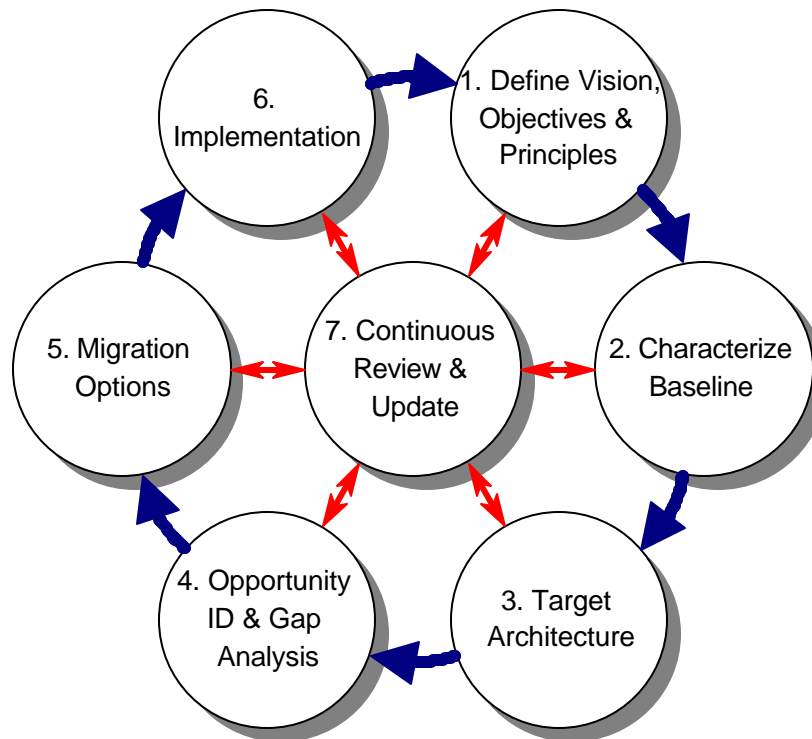 1. Define Vision,
Objectives &
Principles
2. Characterize
Baseline
3. Target
Architecture
4. Opportunity
ID & Gap
Analysis
5. Migration
Options
6.
Implementation
7. Continuous
Review &
Update